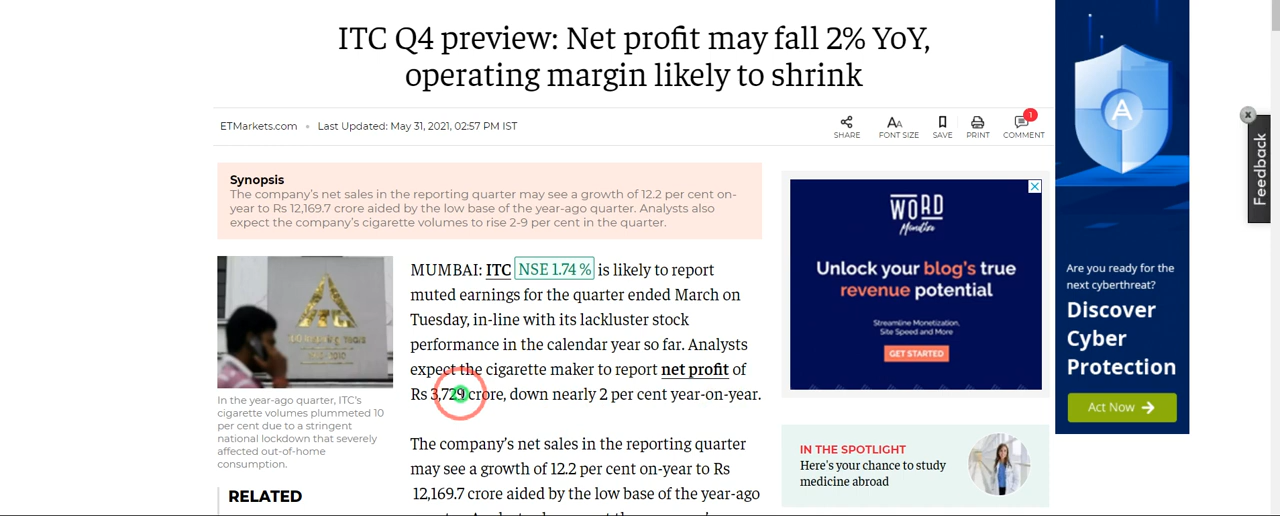 ITC Q4 preview: Net profit may fall 2% YoY,
operating margin likely to shrink
ETMarkets.com • Last Updated: May 31, 2021, 02:57 PM IST
SHARE
FONT SIZE
SAVE
PRINT
1
COMMENT
Synopsis
The company's net sales in the reporting quarter may see a growth of 12.2 per cent on-
year to Rs 12,169.7 crore aided by the low base of the year-ago quarter. Analysts also
expect the company's cigarette volumes to rise 2-9 per cent in the quarter.
In the year-ago quarter, ITC's
cigarette volumes plummeted 10
per cent due to a stringent
national lockdown that severely
affected out-of-home
consumption.
RELATED
MUMBAI: ITC NSE 1.74 % is likely to report
muted earnings for the quarter ended March on
Tuesday, in-line with its lackluster stock
performance in the calendar year so far. Analysts
expect the cigarette maker to report net profit of
Rs 3,729 crore, down nearly 2 per cent year-on-year.
The company's net sales in the reporting quarter
may see a growth of 12.2 per cent on-year to Rs
12,169.7 crore aided by the low base of the year-ago
WORD
Monetize
Unlock your blog's true
revenue potential
Streamline Monetization,
Site Speed and More
GET STARTED
IN THE SPOTLIGHT
Here's your chance to study
medicine abroad
A
Are you ready for the
next cyberthreat?
Discover
Cyber
Protection
Act Now
Feedback